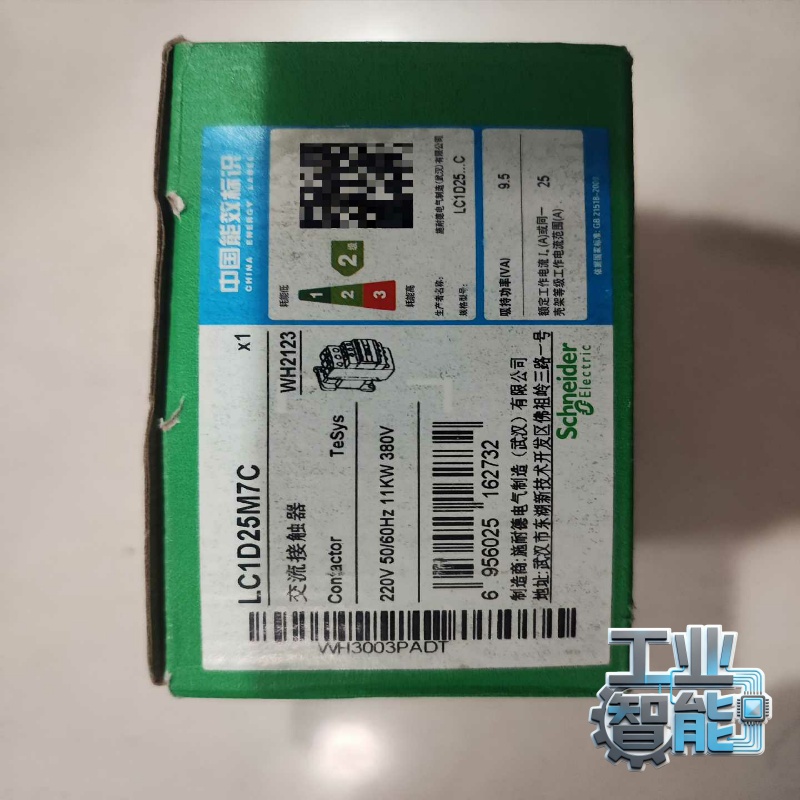 中国能效标识
CHINA ENERGY LABEL
耗能低
1
2
3
2级
耗能高
生产者名称:
施耐德电气制造(武汉)有限公司
规格型号:
LC1D25...C
吸持功率(VA)
9.5
额定工作电流Iₑ(A)或同一
壳架等级工作电流范围(A)
25
依据国家标准: GB 21518-2008
LC1D25M7C
x1
交流接触器
WH2123
Contactor
TeSys
220V 50/60Hz 11KW 380V
6 956025 162732
制造商:施耐德电气制造(武汉)有限公司
地址:武汉市东湖新技术开发区佛祖岭三路一号
Schneider
Electric
WH3003PADT
工业
智能